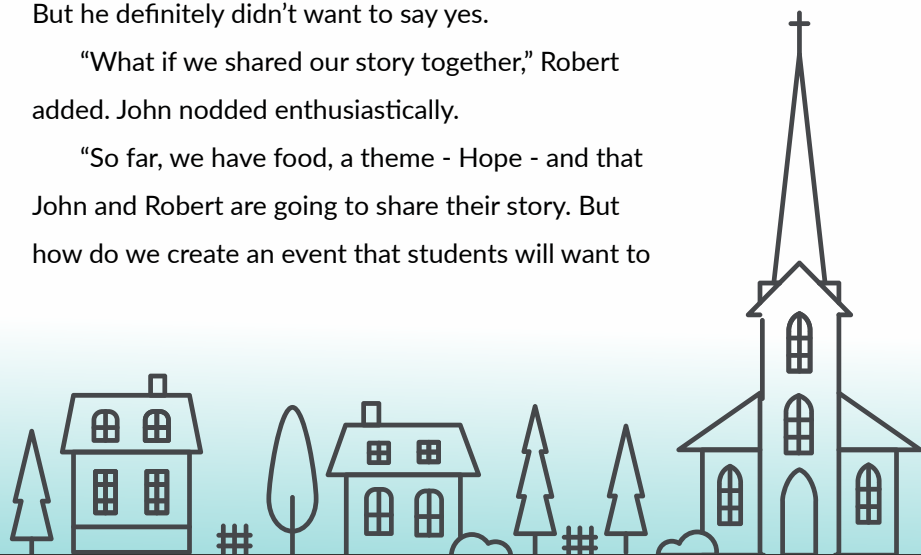 But he definitely didn’t want to say yes.
“What if we shared our story together,” Robert
added. John nodded enthusiastically.
“So far, we have food, a theme - Hope - and that
John and Robert are going to share their story. But
how do we create an event that students will want to